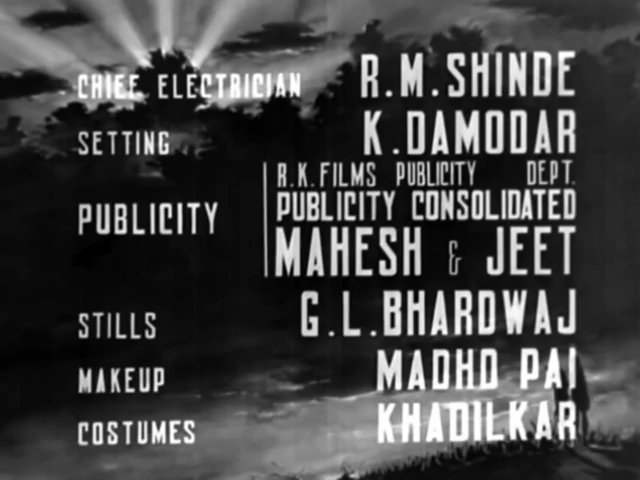 CHIEF ELECTRICIAN R.M.SHINDE
SETTING K.DAMODAR
R.K.FILMS PUBLICITY DEPT.
PUBLICITY PUBLICITY CONSOLIDATED
MAHESH & JEET
STILLS G.L.BHARDWAJ
MAKEUP MADHO PAI
COSTUMES KHADILKAR